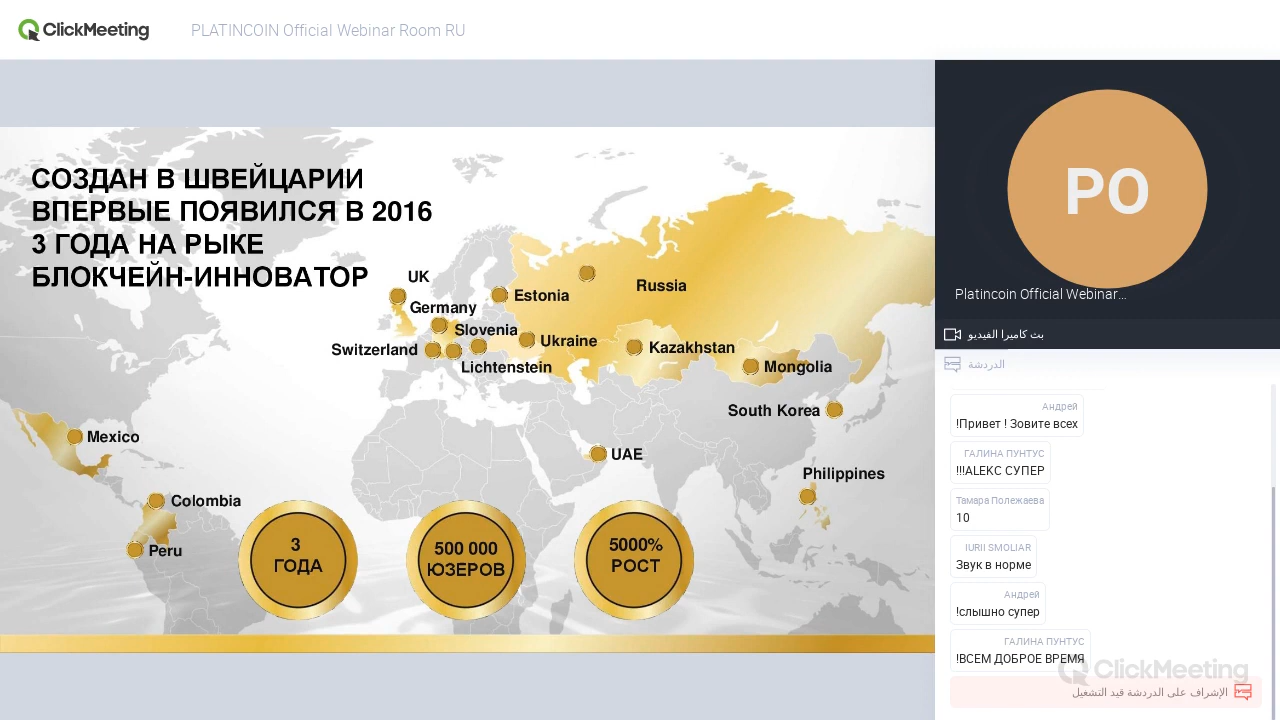 ClickMeeting
PLATINCOIN Official Webinar Room RU
СОЗДАН В ШВЕЙЦАРИИ
ВПЕРВЫЕ ПОЯВИЛСЯ В 2016
3 ГОДА НА РЫКЕ
БЛОКЧЕЙН-ИННОВАТОР
UK
Germany
Estonia
Russia
Slovenia
Ukraine
Switzerland
Lichtenstein
Kazakhstan
Mongolia
South Korea
Mexico
UAE
Philippines
Colombia
Peru
3
ГОДА
500 000
ЮЗЕРОВ
5000%
РОСТ
PO
Platincoin Official Webinar...
بث كاميرا الفيديو
الدردشة
Андрей
!Привет ! Зовите всех
ГАЛИНА ПУНТУС
!!!ALEКС СУПЕР
Тамара Полежаева
10
IURII SMOLIAR
Звук в норме
Андрей
!слышно супер
ГАЛИНА ПУНТУС
!ВСЕМ ДОБРОЕ ВРЕМЯ
ClickMeeting
الإشراف على الدردشة قيد التشغيل